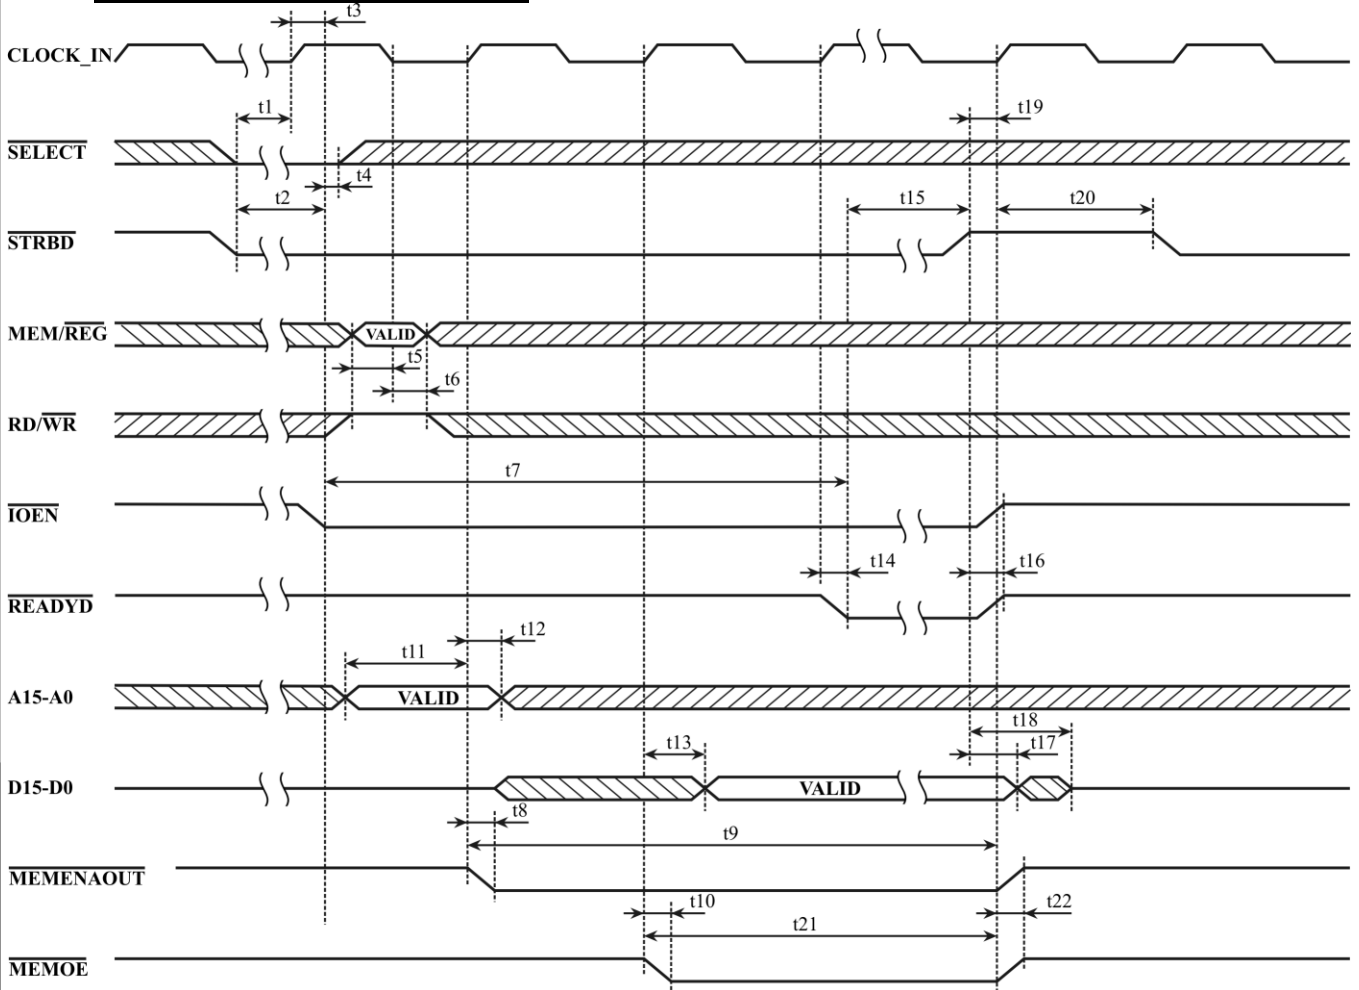 t3
CLOCK_IN
t1
t19
SELECT
t4
t2
t15
t20
STRBD
MEM/REG
VALID
t5
t6
RD/WR
t7
IOEN
t14
t16
READYD
t12
t11
A15-A0
VALID
t18
t13
t17
D15-D0
VALID
t8
t9
MEMENAOUT
t10
t22
t21
MEMOE